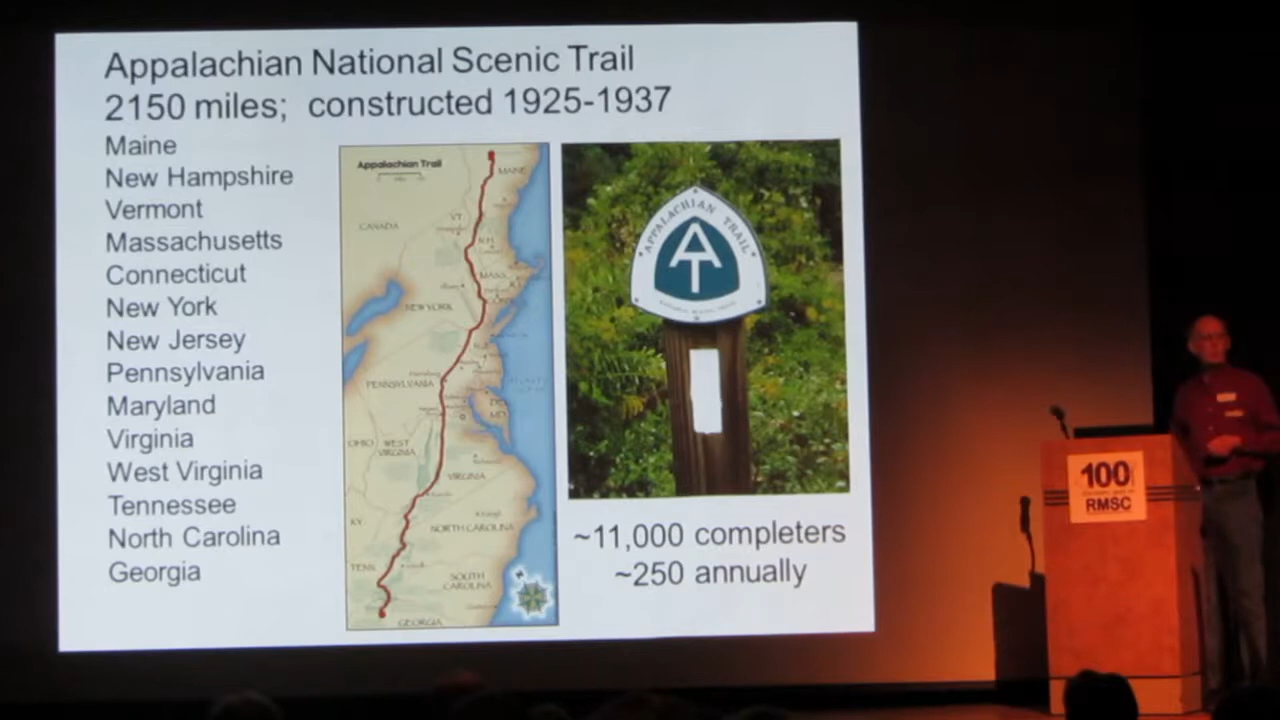 Appalachian National Scenic Trail
2150 miles; constructed 1925-1937
Maine
New Hampshire
Vermont
Massachusetts
Connecticut
New York
New Jersey
Pennsylvania
Maryland
Virginia
West Virginia
Tennessee
North Carolina
Georgia
Appalachian Trail
MAINE
CANADA
VT.
N.H.
MASS.
NEW YORK
CONN.
N.J.
PENNSYLVANIA
MD.
OHIO
WEST VIRGINIA
VIRGINIA
KY.
NORTH CAROLINA
TENN.
SOUTH CAROLINA
GEORGIA
APPALACHIAN TRAIL
AT
~11,000 completers
~250 annually
100
RMSC